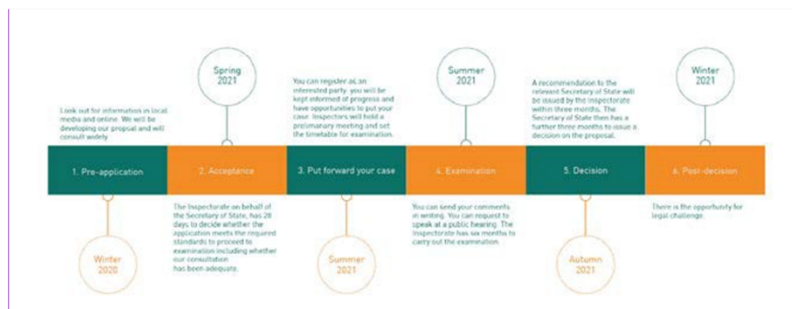 Spring
2021
Summer
2021
Winter
2021
Look out for information in local
media and online. We will be
developing our propsal and will
consult widely
You can register as an
interested party: you will be
kept informed of progress and
have opportunities to put your
case. Inspectors will hold a
prelimanary meeting and set
the timetable for examination.
A recommendation to the
relevant Secretary of State will
be issued by the inspectorate
within three months. The
Secretary of State then has a
further three months to issue a
decision on the proposal.
1. Pre-application
2. Acceptance
3. Put forward your case
4. Examination
5. Decision
6. Post-decision
The Inspectorate on behalf of
the Secretary of State, has 28
days to decide whether the
application meets the required
standards to proceed to
examination including whether
our consultation
has been adequate.
You can send your comments
in writing. You can request to
speak at a public hearing. The
Inspectorate has six months to
carry out the examination.
There is the opportunity for
legal challenge.
Winter
2020
Summer
2021
Autumn
2021